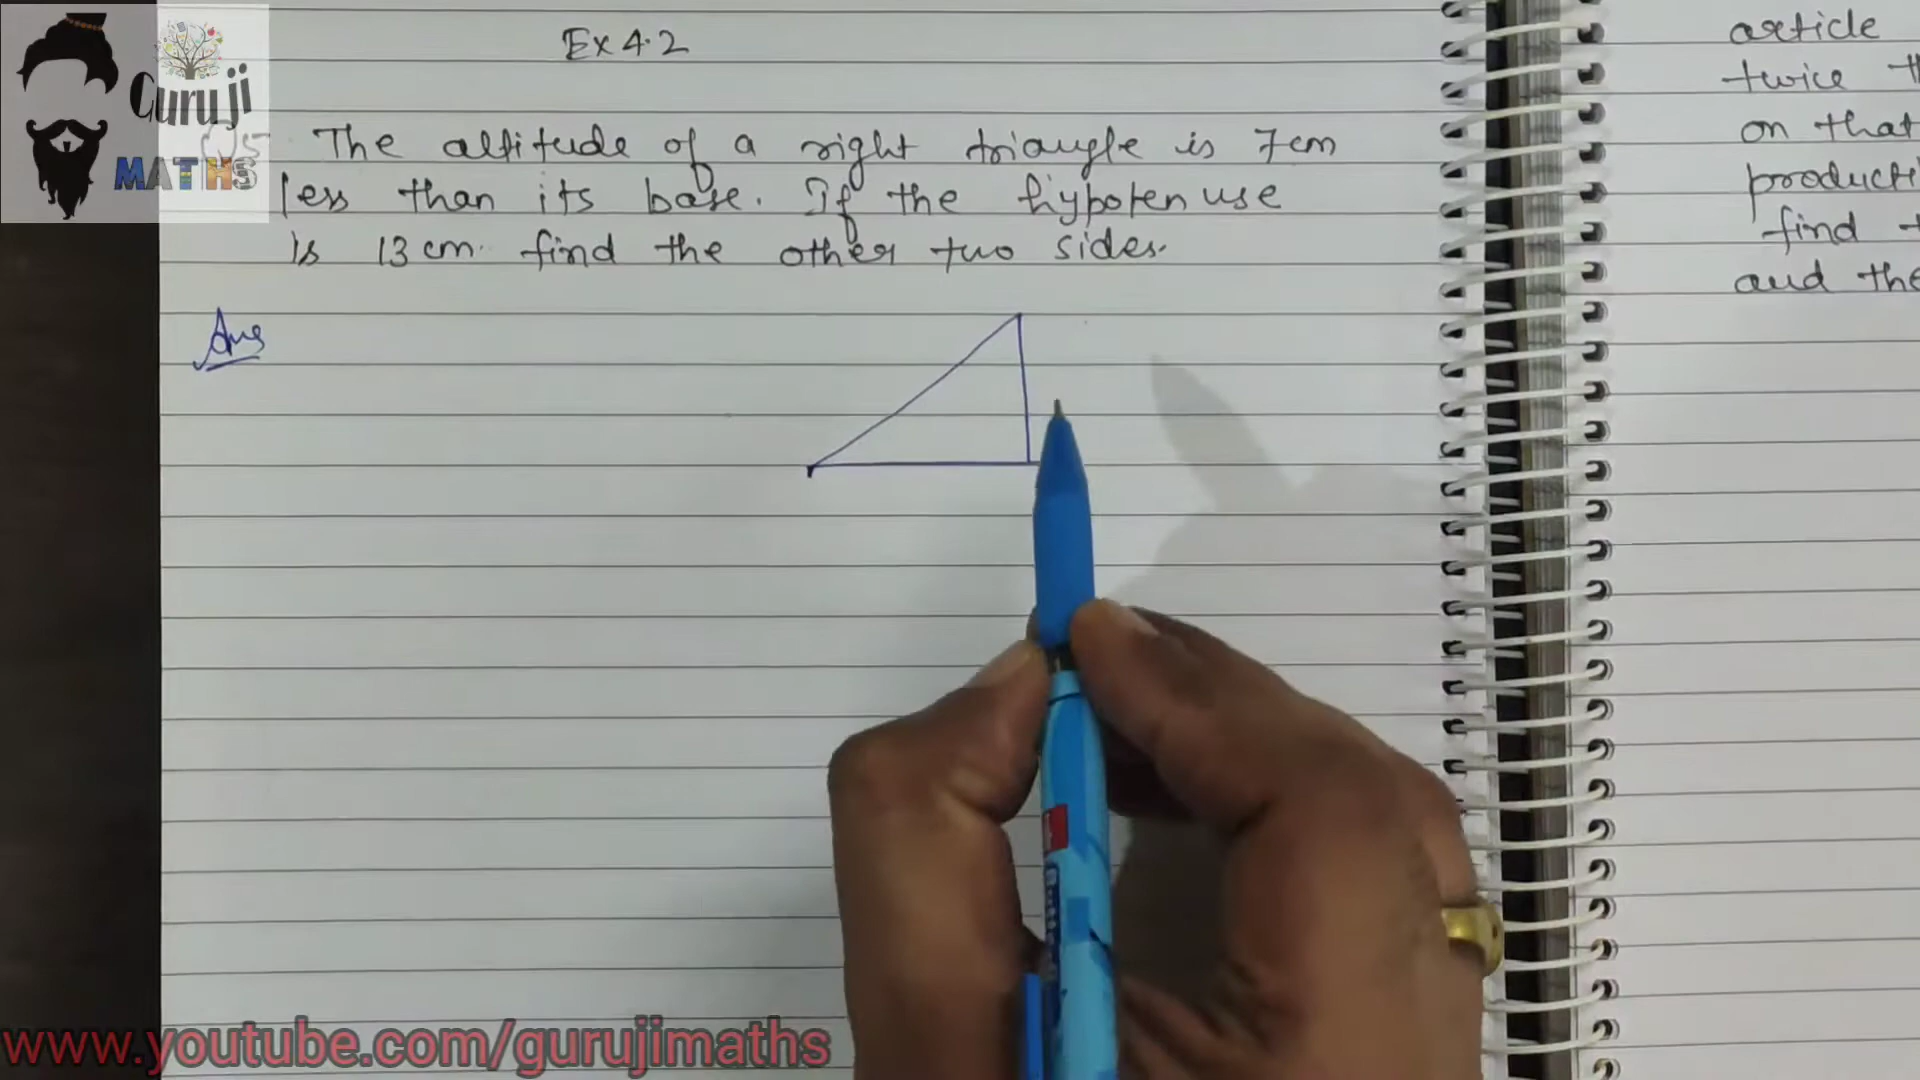 Ex 4.2
Guruji
MATHS
Q5
The altitude of a right triangle is 7cm
less than its base. If the hypotenuse
is 13 cm. find the other two sides.
Ans
article
twice
on that
find
and the
www.youtube.com/gurujimaths